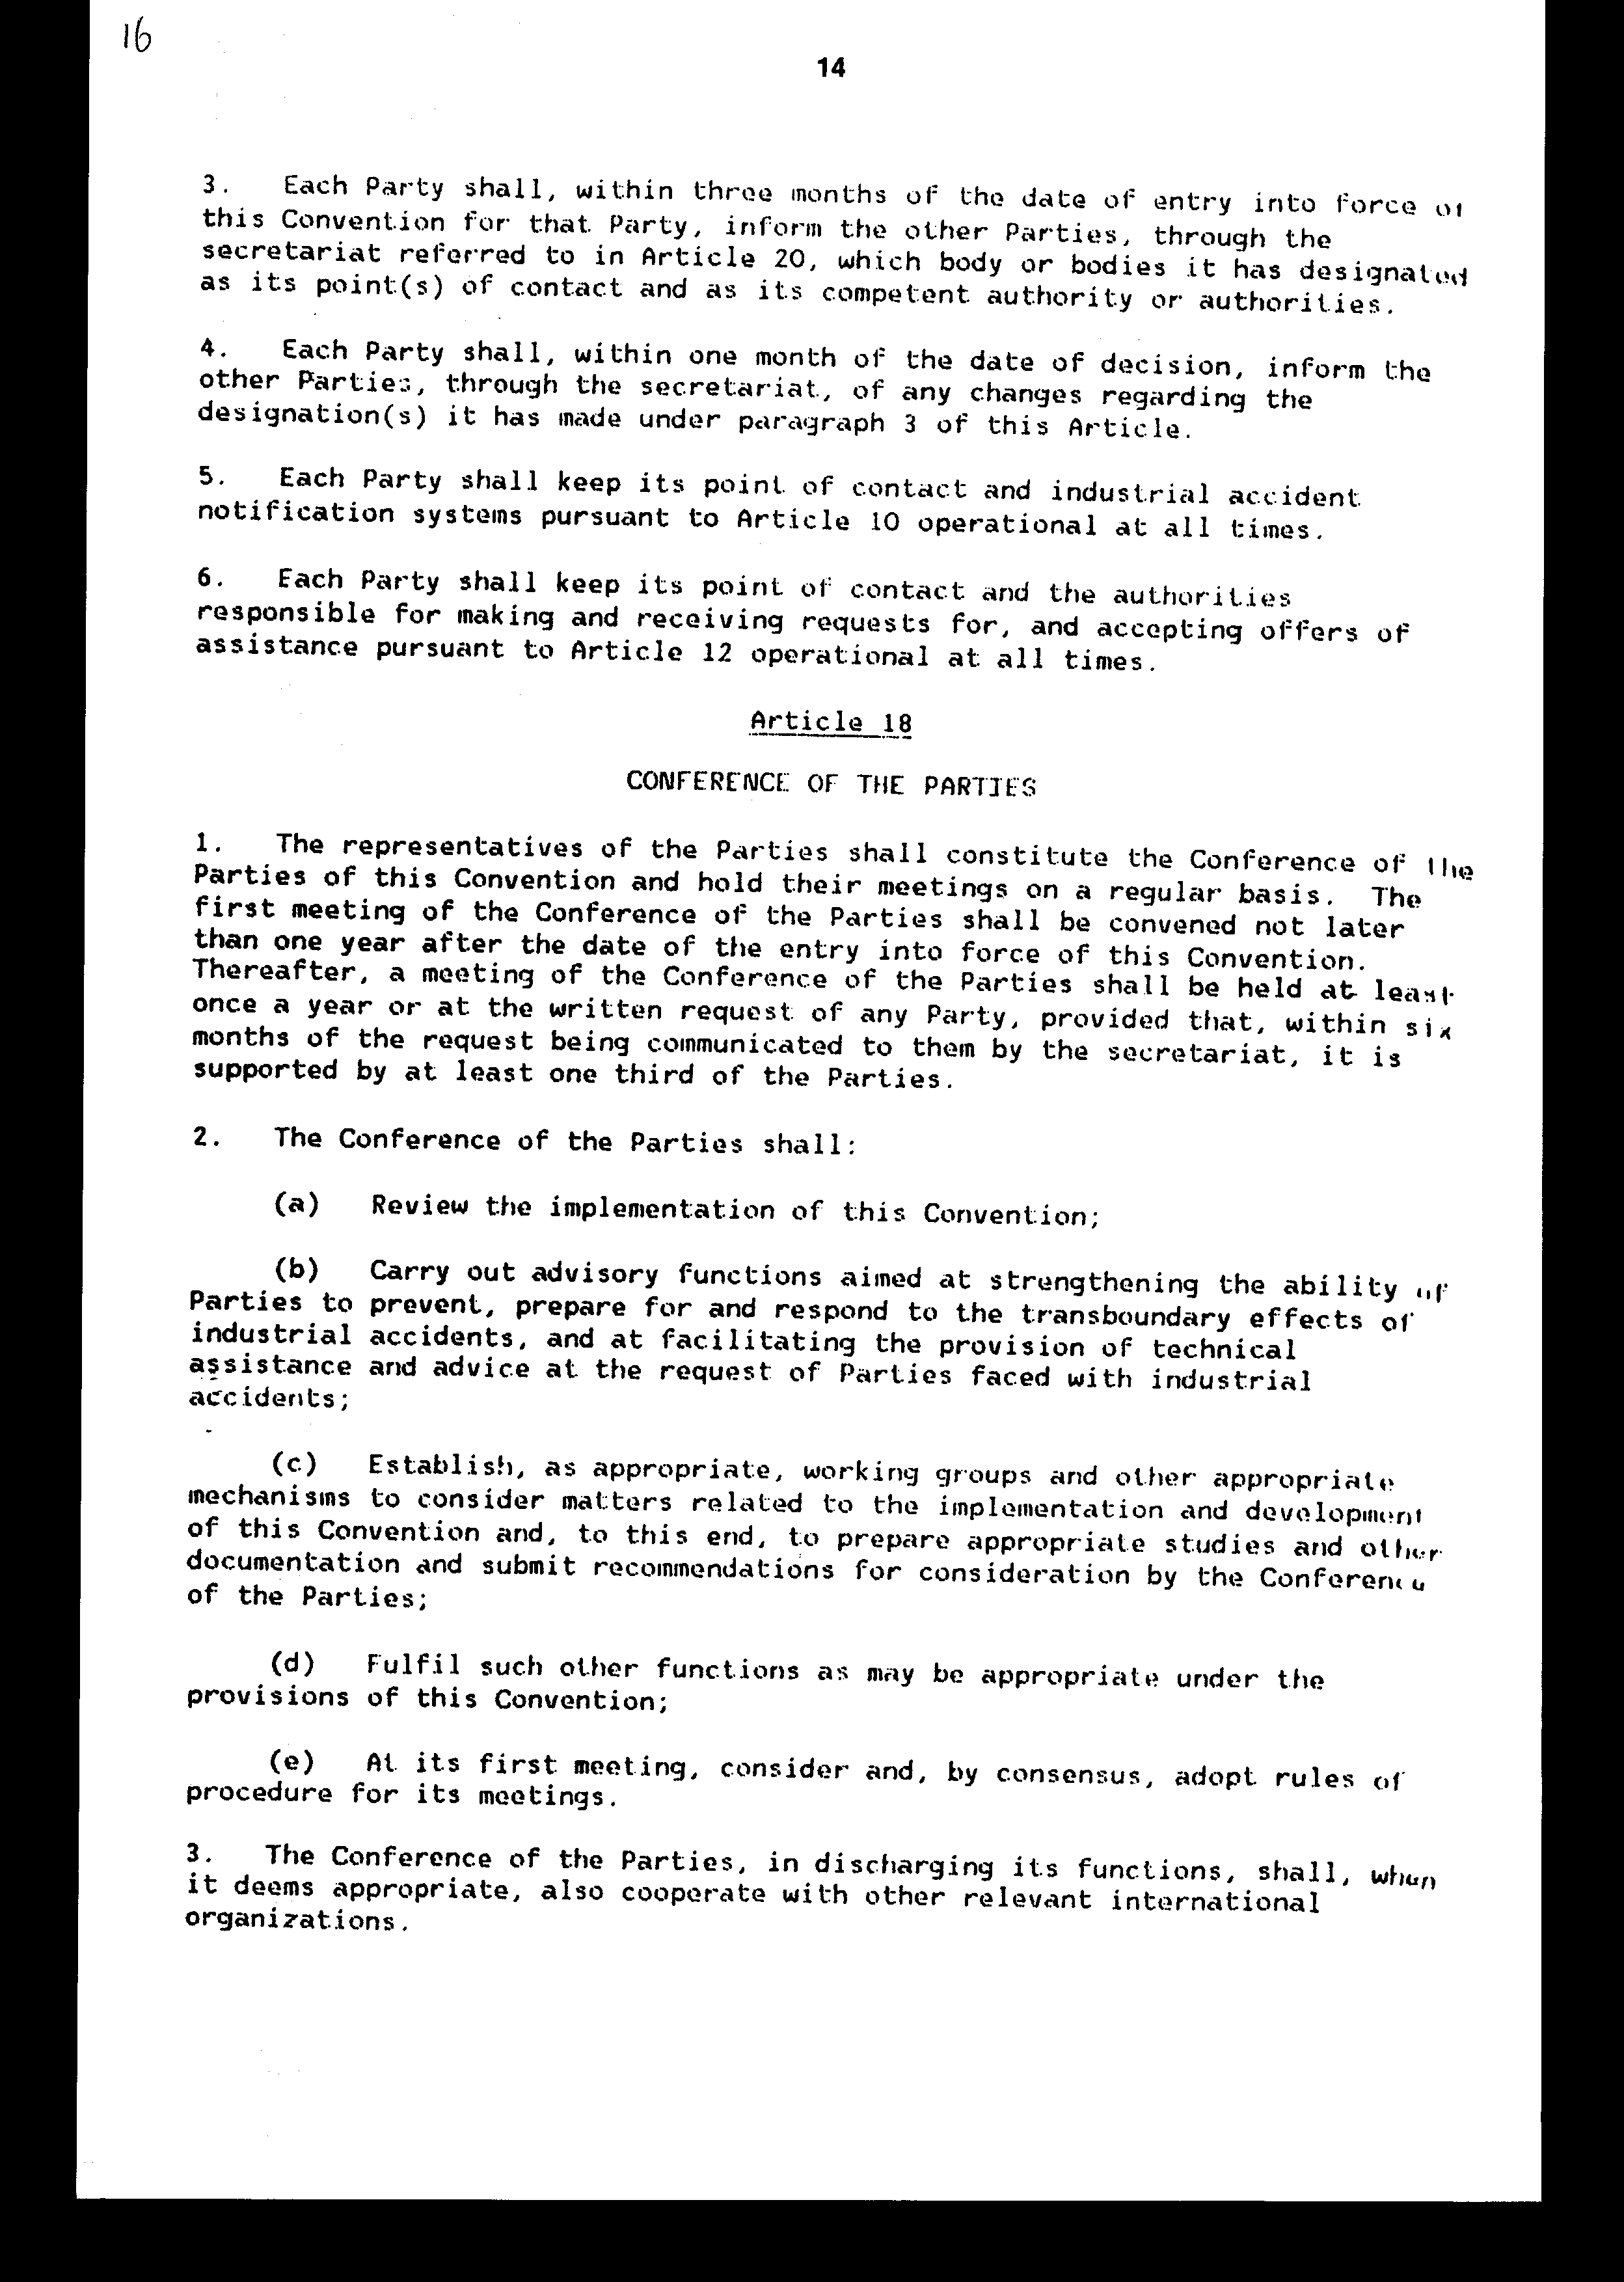 16
14
3. Each Party shall, within three months of the date of entry into force of
this Convention for that Party, inform the other Parties, through the
secretariat referred to in Article 20, which body or bodies it has designated
as its point(s) of contact and as its competent authority or authorities.
4. Each Party shall, within one month of the date of decision, inform the
other Parties, through the secretariat, of any changes regarding the
designation(s) it has made under paragraph 3 of this Article.
5. Each Party shall keep its point of contact and industrial accident
notification systems pursuant to Article 10 operational at all times.
6. Each Party shall keep its point of contact and the authorities
responsible for making and receiving requests for, and accepting offers of
assistance pursuant to Article 12 operational at all times.
Article 18
CONFERENCE OF THE PARTIES
1. The representatives of the Parties shall constitute the Conference of the
Parties of this Convention and hold their meetings on a regular basis. The
first meeting of the Conference of the Parties shall be convened not later
than one year after the date of the entry into force of this Convention.
Thereafter, a meeting of the Conference of the Parties shall be held at least
once a year or at the written request of any Party, provided that, within six
months of the request being communicated to them by the secretariat, it is
supported by at least one third of the Parties.
2. The Conference of the Parties shall:
(a) Review the implementation of this Convention;
(b) Carry out advisory functions aimed at strengthening the ability of
Parties to prevent, prepare for and respond to the transboundary effects of
industrial accidents, and at facilitating the provision of technical
assistance and advice at the request of Parties faced with industrial
accidents;
(c) Establish, as appropriate, working groups and other appropriate
mechanisms to consider matters related to the implementation and development
of this Convention and, to this end, to prepare appropriate studies and other
documentation and submit recommendations for consideration by the Conference
of the Parties;
(d) Fulfil such other functions as may be appropriate under the
provisions of this Convention;
(e) At its first meeting, consider and, by consensus, adopt rules of
procedure for its meetings.
3. The Conference of the Parties, in discharging its functions, shall, when
it deems appropriate, also cooperate with other relevant international
organizations.